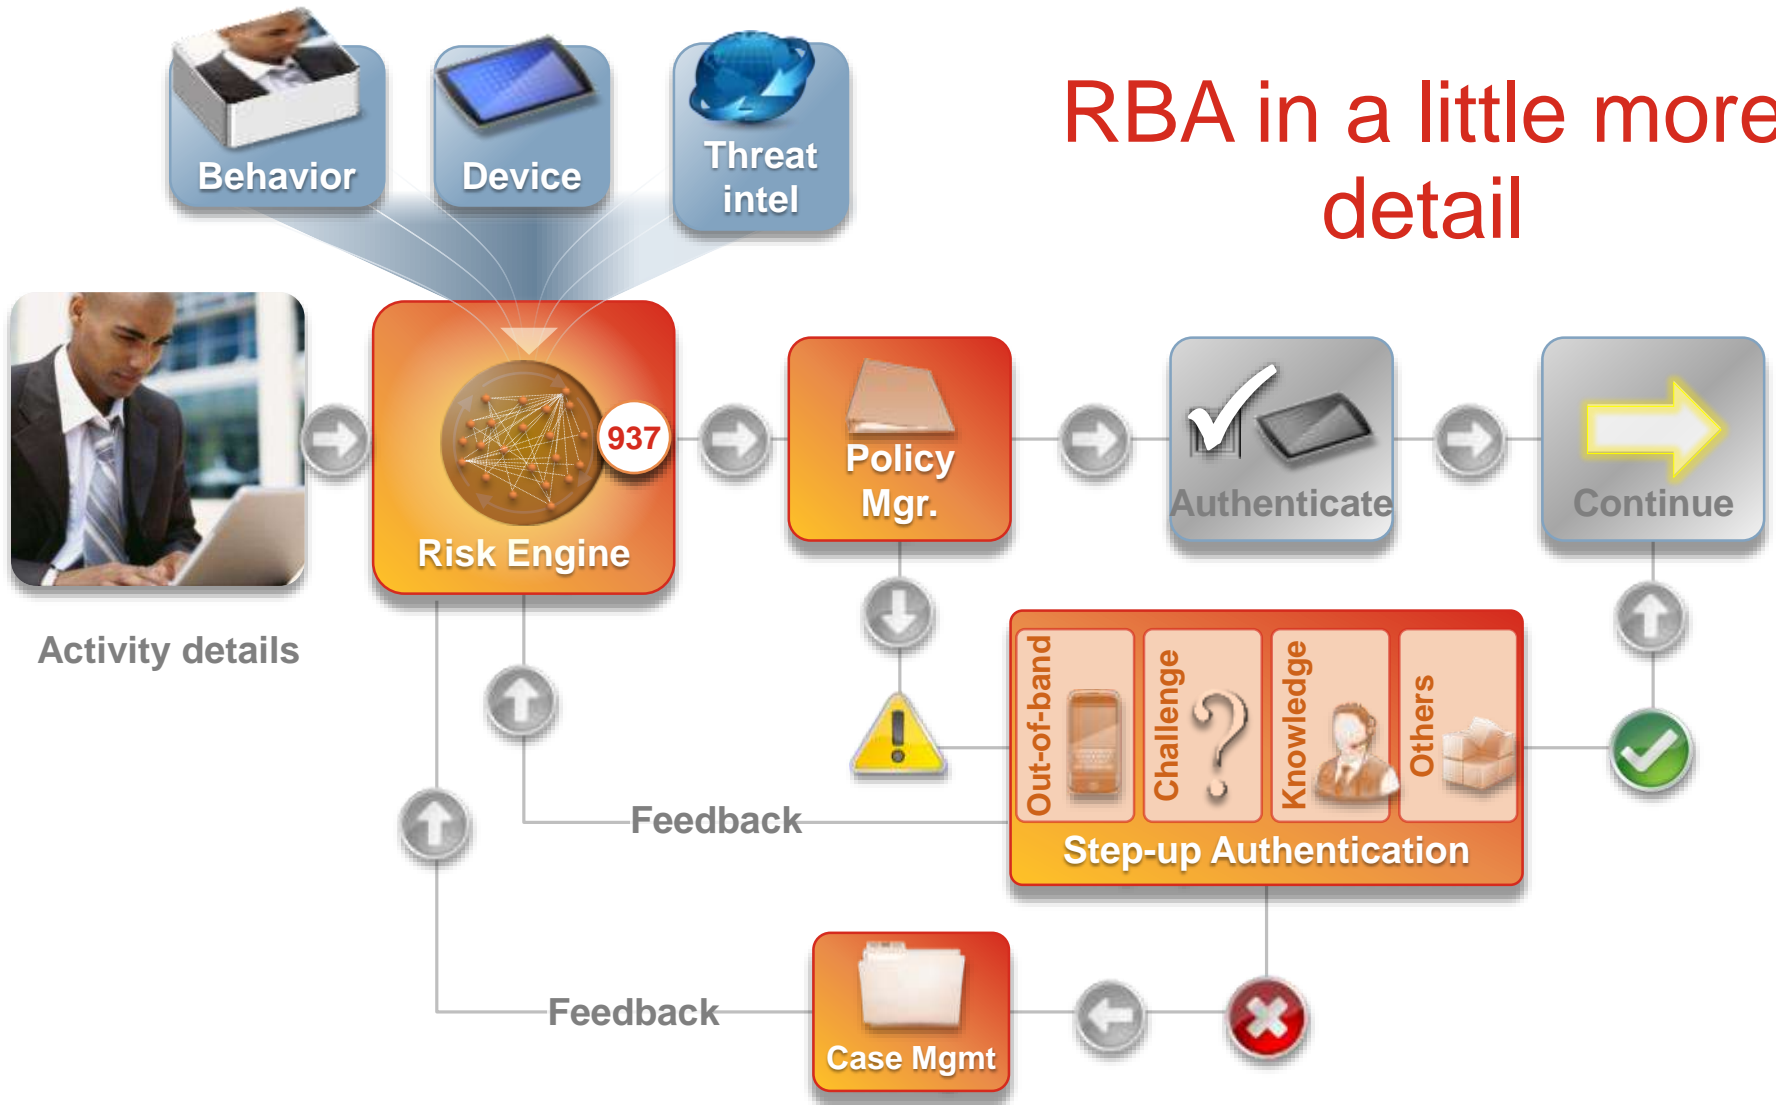 RBA in a little more
detail
Behavior
Device
Threat
intel
937
Risk Engine
Policy
Mgr.
Authenticate
Continue
Activity details
Out-of-band
Challenge
Knowledge
Others
Step-up Authentication
Feedback
Feedback
Case Mgmt